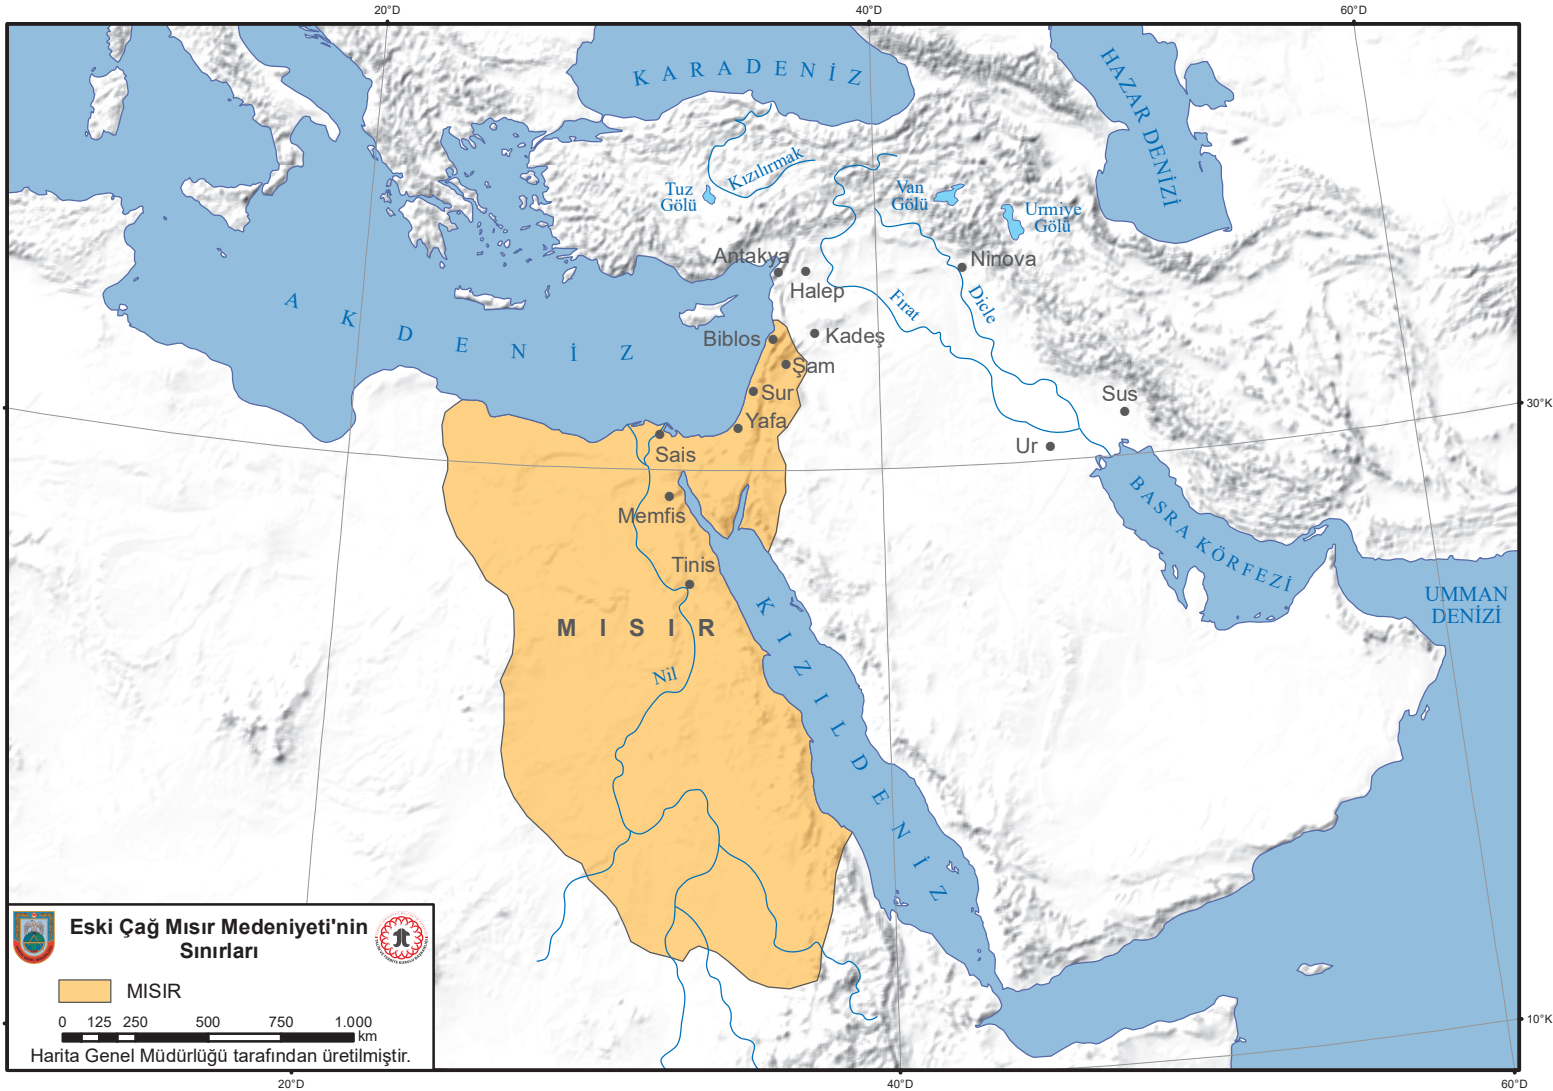 20°D
40°D
60°D
KARADENİZ
HAZAR DENİZİ
Kızılırmak
Tuz
Gölü
Van
Gölü
Urmiye
Gölü
Antakya
Halep
Ninova
Fırat
Dicle
AKDENİZ
Biblos
Kadeş
Şam
Sur
Yafa
Sus
30°K
Sais
Ur
Memfis
BASRA KÖRFEZİ
Tinis
UMMAN
DENİZİ
MISIR
Nil
KIZILDENİZ
Eski Çağ Mısır Medeniyeti'nin
Sınırları
MISIR
0 125 250 500 750 1.000
km
Harita Genel Müdürlüğü tarafından üretilmiştir.
10°K
20°D
40°D
60°D